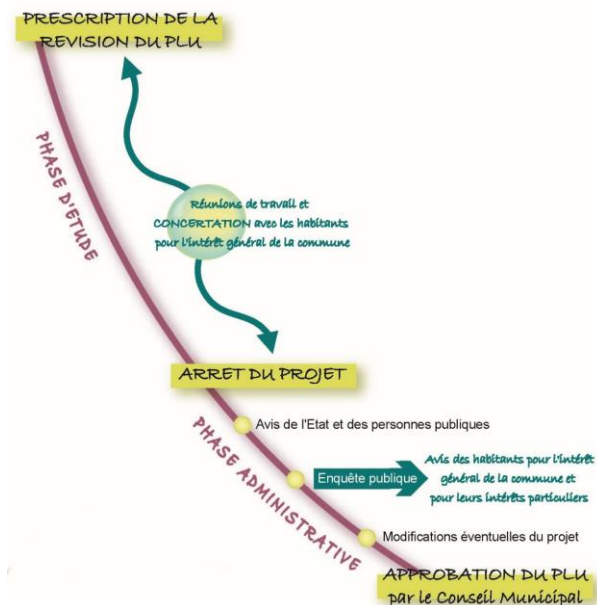 PRESCRIPTION DE LA
REVISION DU PLU
PHASE D'ETUDE
Réunions de travail et
CONCERTATION avec les habitants
pour l'intérêt général de la commune
ARRET DU PROJET
Avis de l'Etat et des personnes publiques
PHASE ADMINISTRATIVE
Enquête publique
Avis des habitants pour l'intérêt
général de la commune et
pour leurs intérêts particuliers
Modifications éventuelles du projet
APPROBATION DU PLU
par le Conseil Municipal